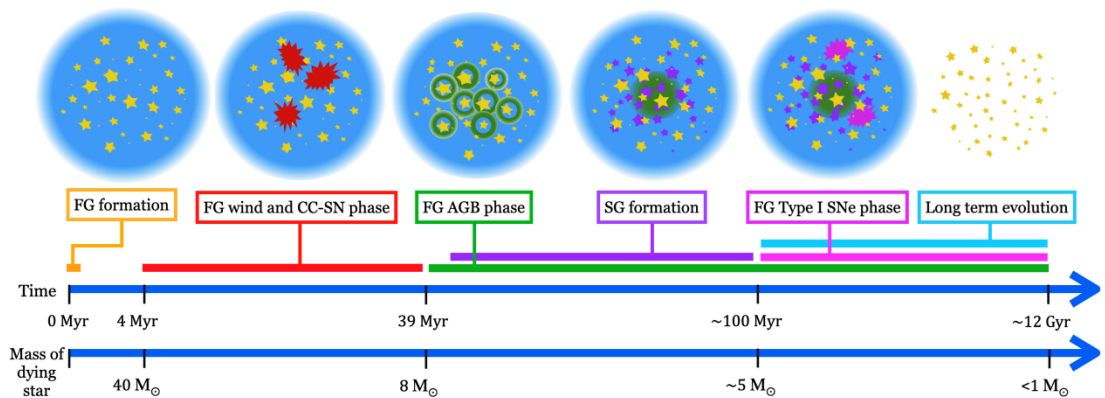 FG formation
FG wind and CC-SN phase
FG AGB phase
SG formation
FG Type I SNe phase
Long term evolution
Time
0 Myr
4 Myr
39 Myr
~100 Myr
~12 Gyr
Mass of
dying
star
40 M☉
8 M☉
~5 M☉
<1 M☉